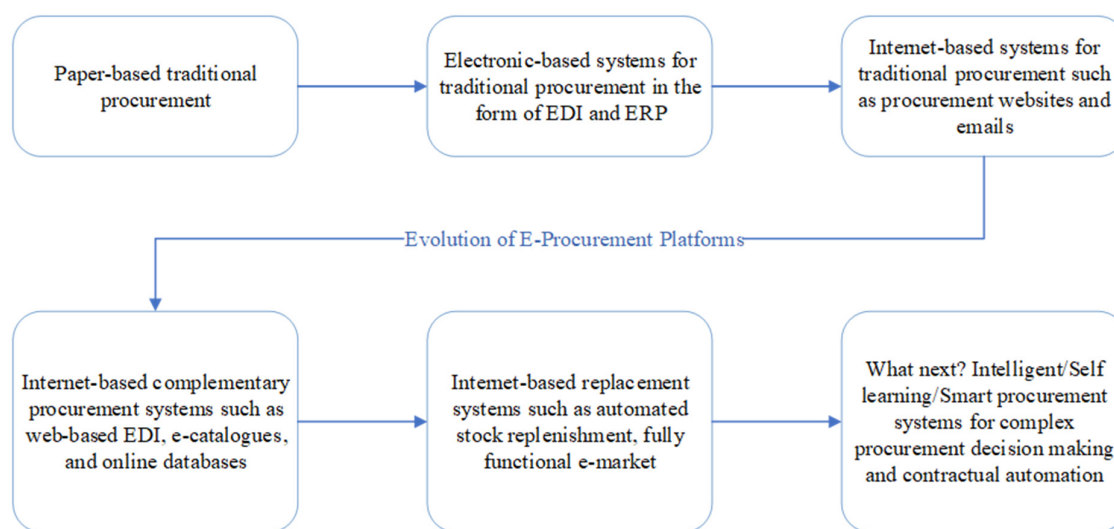 Paper-based traditional
procurement
Electronic-based systems for
traditional procurement in the
form of EDI and ERP
Internet-based systems for
traditional procurement such
as procurement websites and
emails
Evolution of E-Procurement Platforms
Internet-based complementary
procurement systems such as
web-based EDI, e-catalogues,
and online databases
Internet-based replacement
systems such as automated
stock replenishment, fully
functional e-market
What next? Intelligent/Self
learning/Smart procurement
systems for complex
procurement decision making
and contractual automation